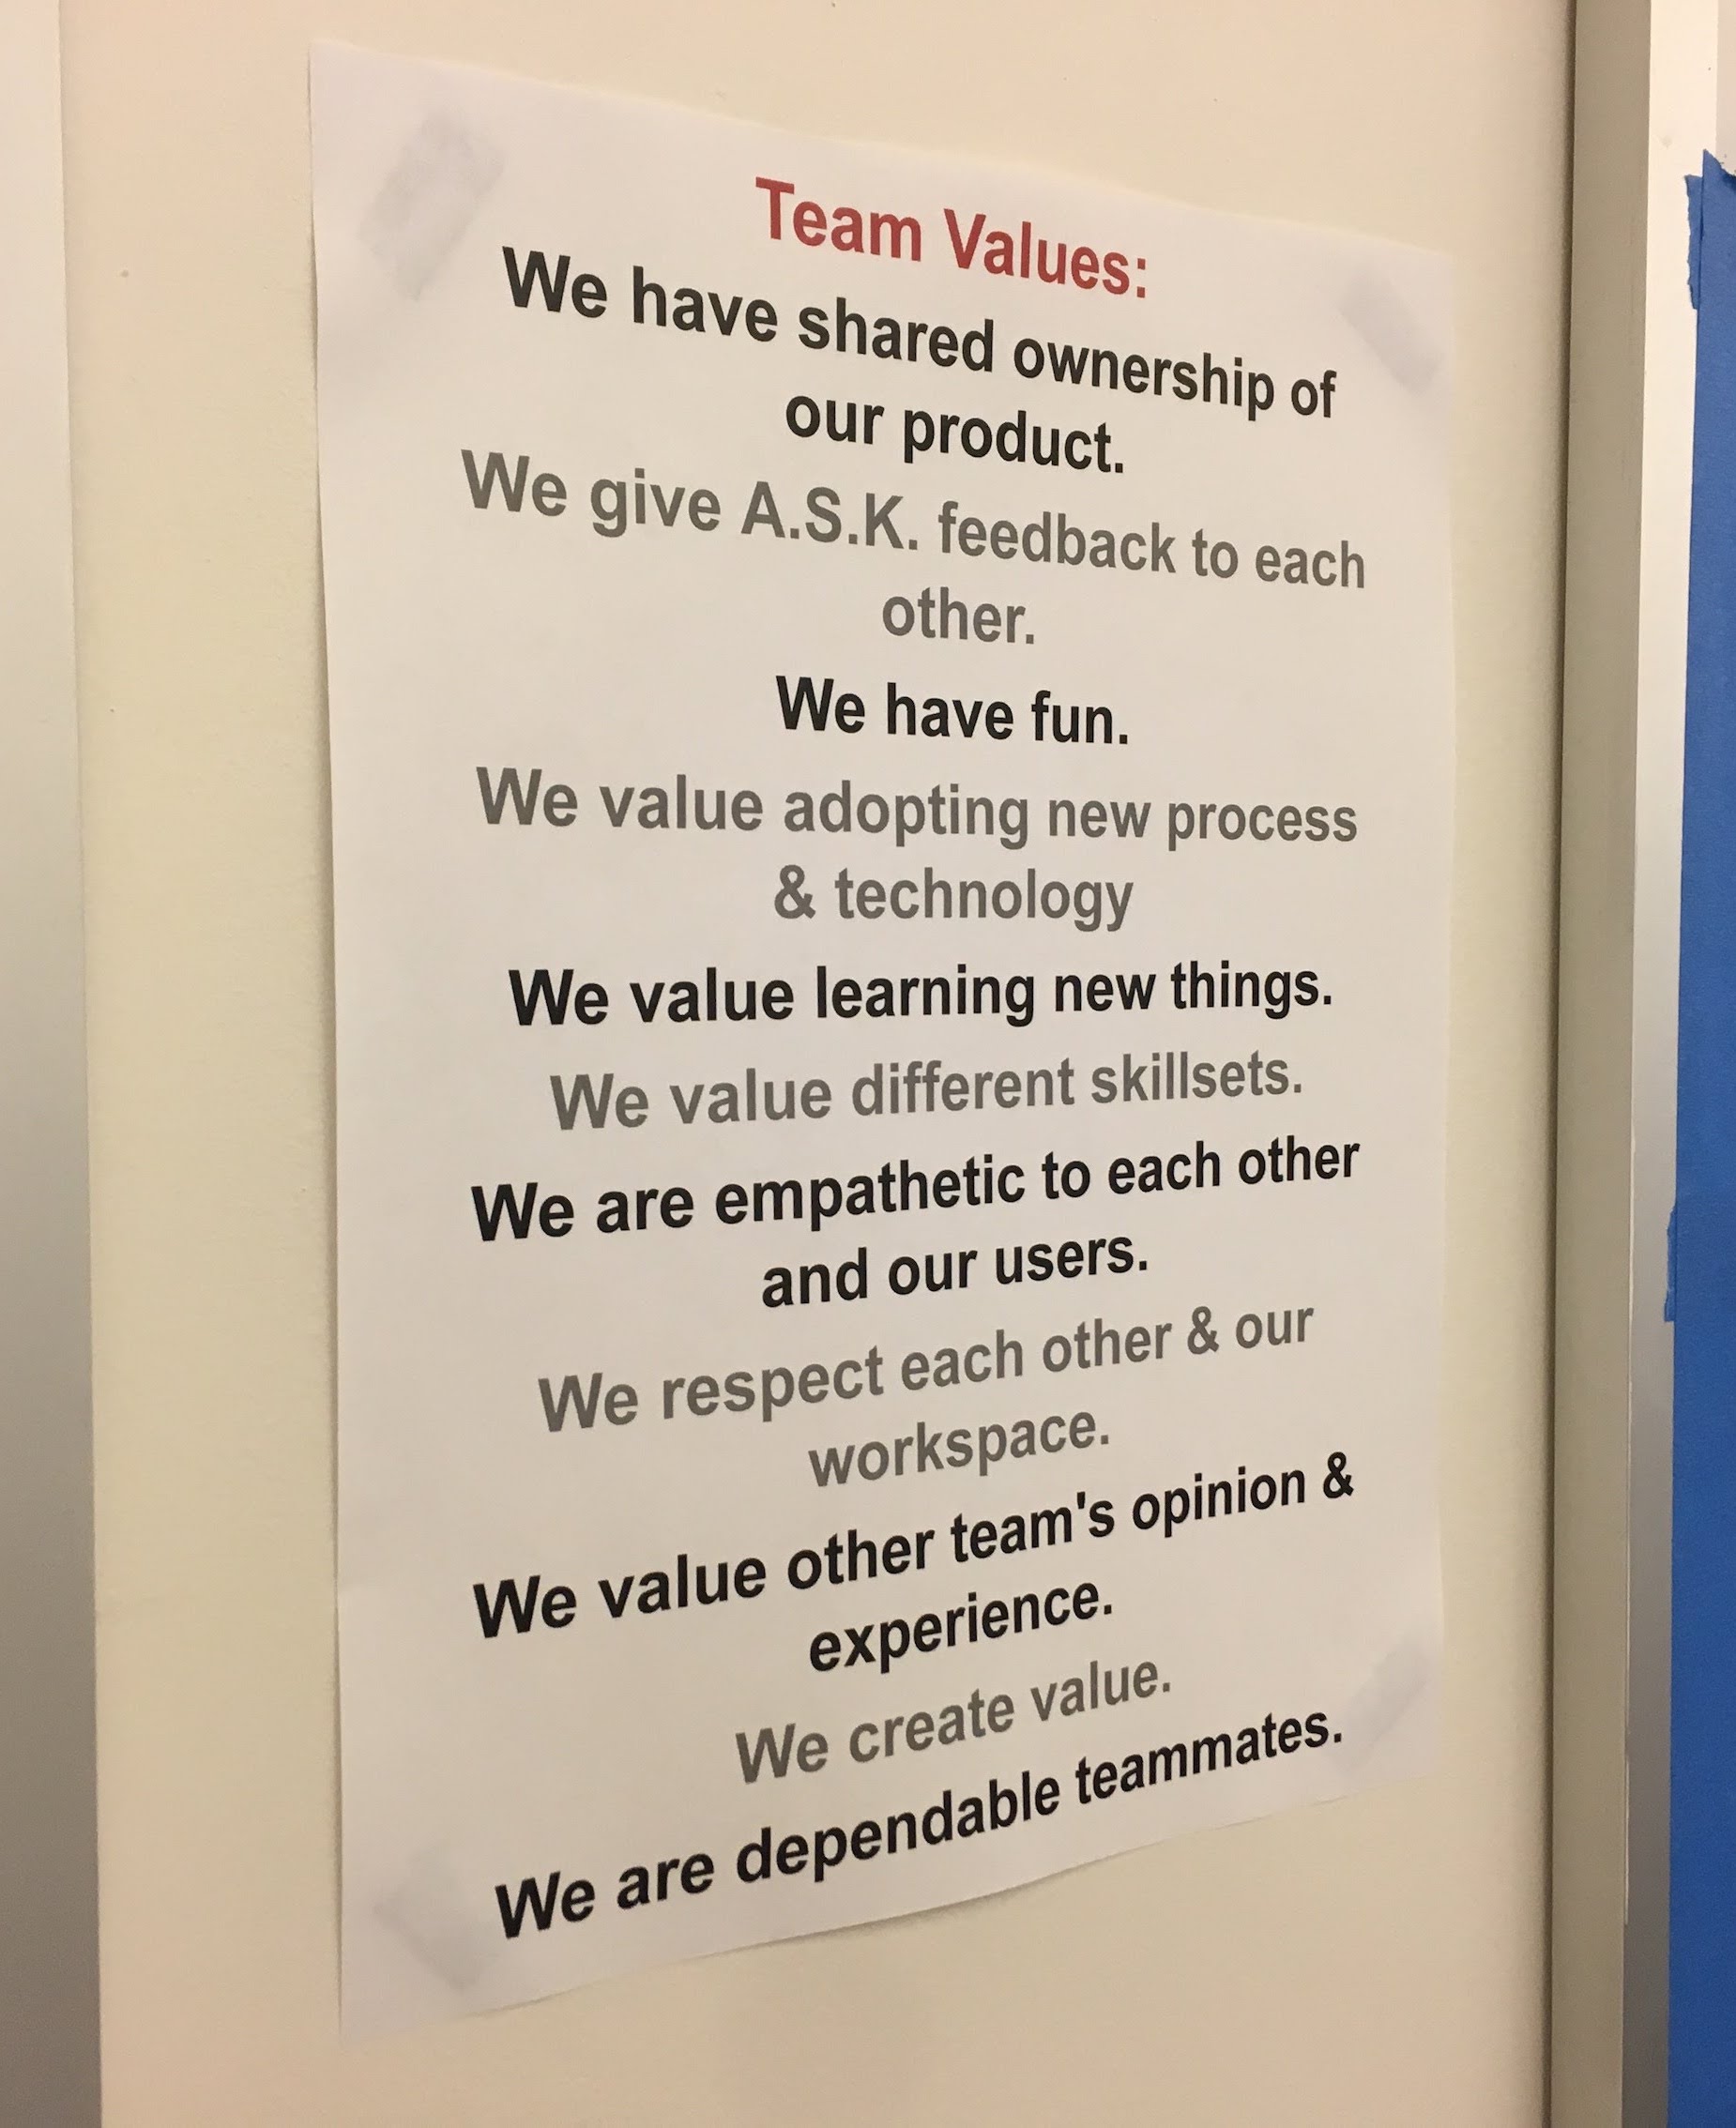 Team Values:
We have shared ownership of
our product.
We give A.S.K. feedback to each
other.
We have fun.
We value adopting new process
& technology
We value learning new things.
We value different skillsets.
We are empathetic to each other
and our users.
We respect each other & our
workspace.
We value other team's opinion &
experience.
We create value.
We are dependable teammates.